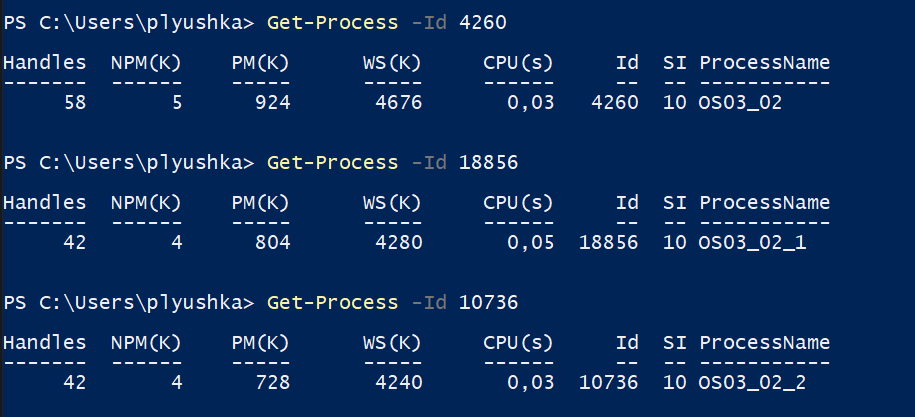 PS C:\Users\plyushka> Get-Process -Id 4260
Handles  NPM(K)    PM(K)      WS(K)     CPU(s)     Id  SI ProcessName
-------  ------    -----      -----     ------     --  -- -----------
     58       5      924       4676       0,03   4260  10 OS03_02
PS C:\Users\plyushka> Get-Process -Id 18856
Handles  NPM(K)    PM(K)      WS(K)     CPU(s)     Id  SI ProcessName
-------  ------    -----      -----     ------     --  -- -----------
     42       4      804       4280       0,05  18856  10 OS03_02_1
PS C:\Users\plyushka> Get-Process -Id 10736
Handles  NPM(K)    PM(K)      WS(K)     CPU(s)     Id  SI ProcessName
-------  ------    -----      -----     ------     --  -- -----------
     42       4      728       4240       0,03  10736  10 OS03_02_2